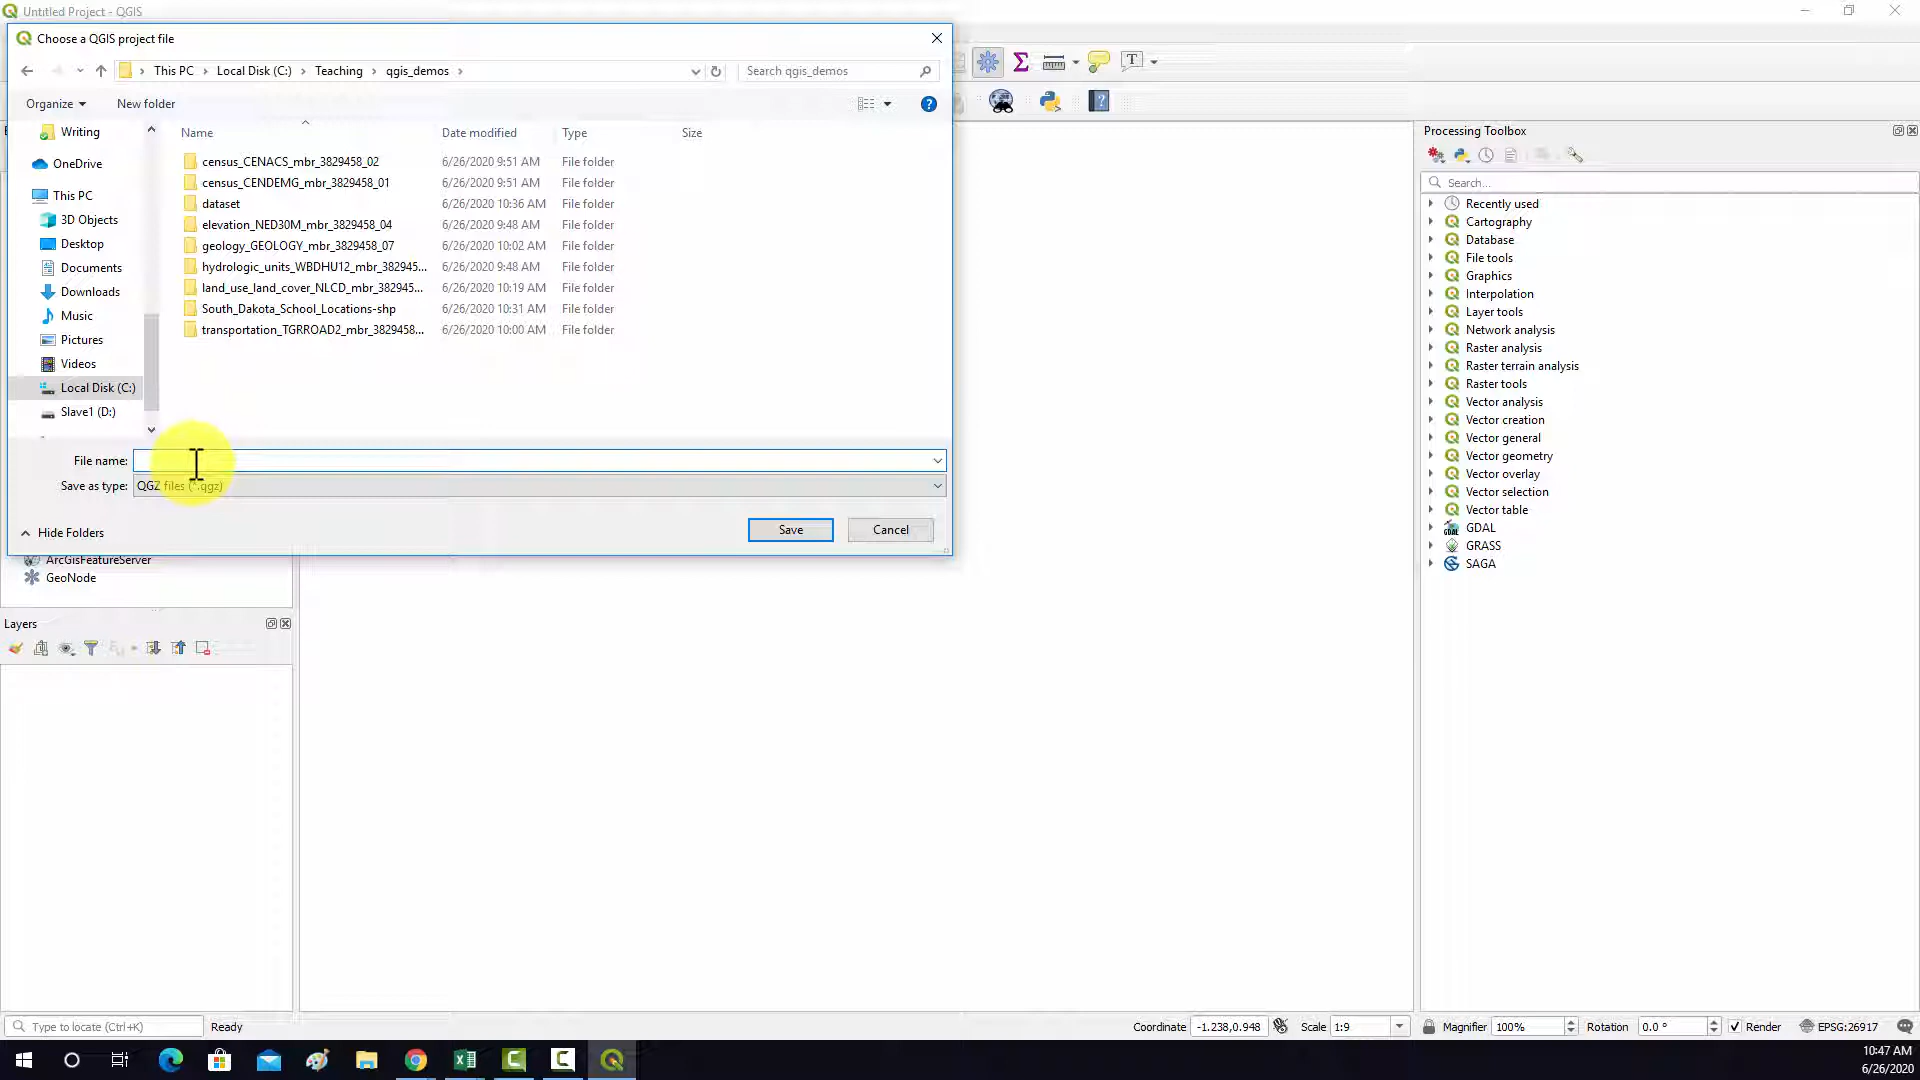 Untitled Project - QGIS
Choose a QGIS project file
This PC
Local Disk (C:)
Teaching
qgis_demos
Search qgis_demos
Organize
New folder
Name
Date modified
Type
Size
census_CENACS_mbr_3829458_02 6/26/2020 9:51 AM File folder
census_CENDEMG_mbr_3829458_01 6/26/2020 9:51 AM File folder
dataset 6/26/2020 10:36 AM File folder
elevation_NED30M_mbr_3829458_04 6/26/2020 9:48 AM File folder
geology_GEOLOGY_mbr_3829458_07 6/26/2020 10:02 AM File folder
hydrologic_units_WBDHU12_mbr_382945... 6/26/2020 9:48 AM File folder
land_use_land_cover_NLCD_mbr_382945... 6/26/2020 10:19 AM File folder
South_Dakota_School_Locations-shp 6/26/2020 10:31 AM File folder
transportation_TGRROAD2_mbr_3829458... 6/26/2020 10:00 AM File folder
Writing
OneDrive
This PC
3D Objects
Desktop
Documents
Downloads
Music
Pictures
Videos
Local Disk (C:)
Slave1 (D:)
File name:
Save as type: QGZ files (*.qgz)
Hide Folders
Save
Cancel
ArcGisFeatureServer
GeoNode
Layers
Processing Toolbox
Search...
Recently used
Cartography
Database
File tools
Graphics
Interpolation
Layer tools
Network analysis
Raster analysis
Raster terrain analysis
Raster tools
Vector analysis
Vector creation
Vector general
Vector geometry
Vector overlay
Vector selection
Vector table
GDAL
GRASS
SAGA
Type to locate (Ctrl+K)
Ready
Coordinate -1.238,0.948
Scale 1:9
Magnifier 100%
Rotation 0.0 °
Render
EPSG:26917
10:47 AM
6/26/2020